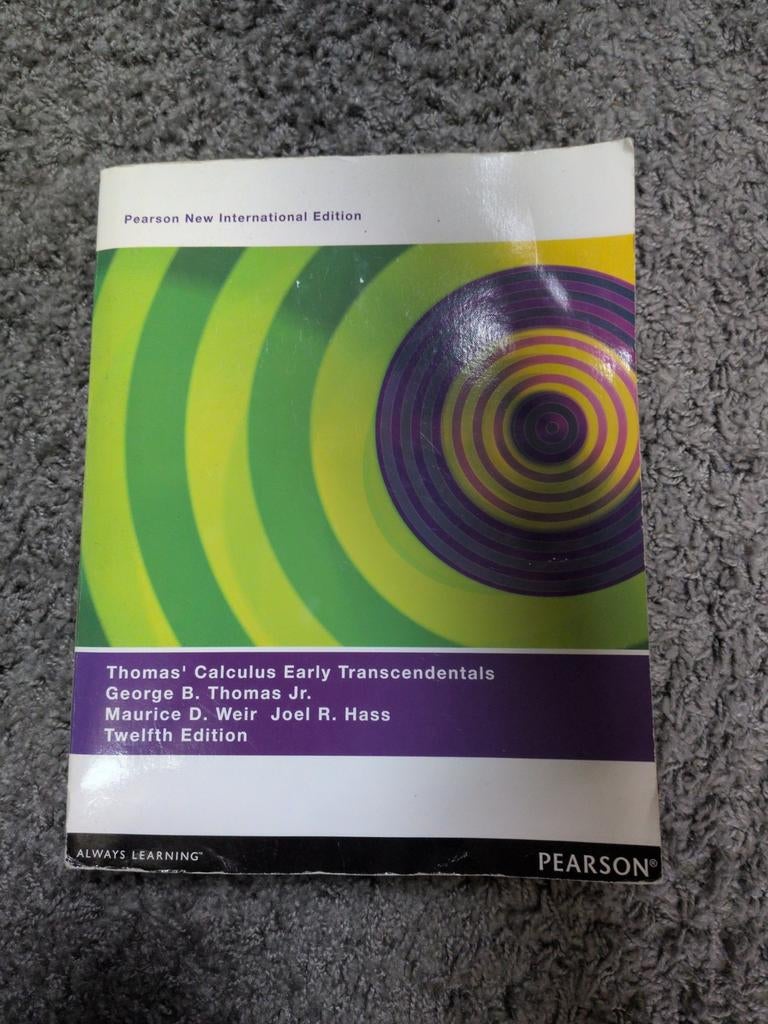 Pearson New International Edition
Thomas' Calculus Early Transcendentals
George B. Thomas Jr.
Maurice D. Weir Joel R. Hass
Twelfth Edition
ALWAYS LEARNING™
PEARSON®